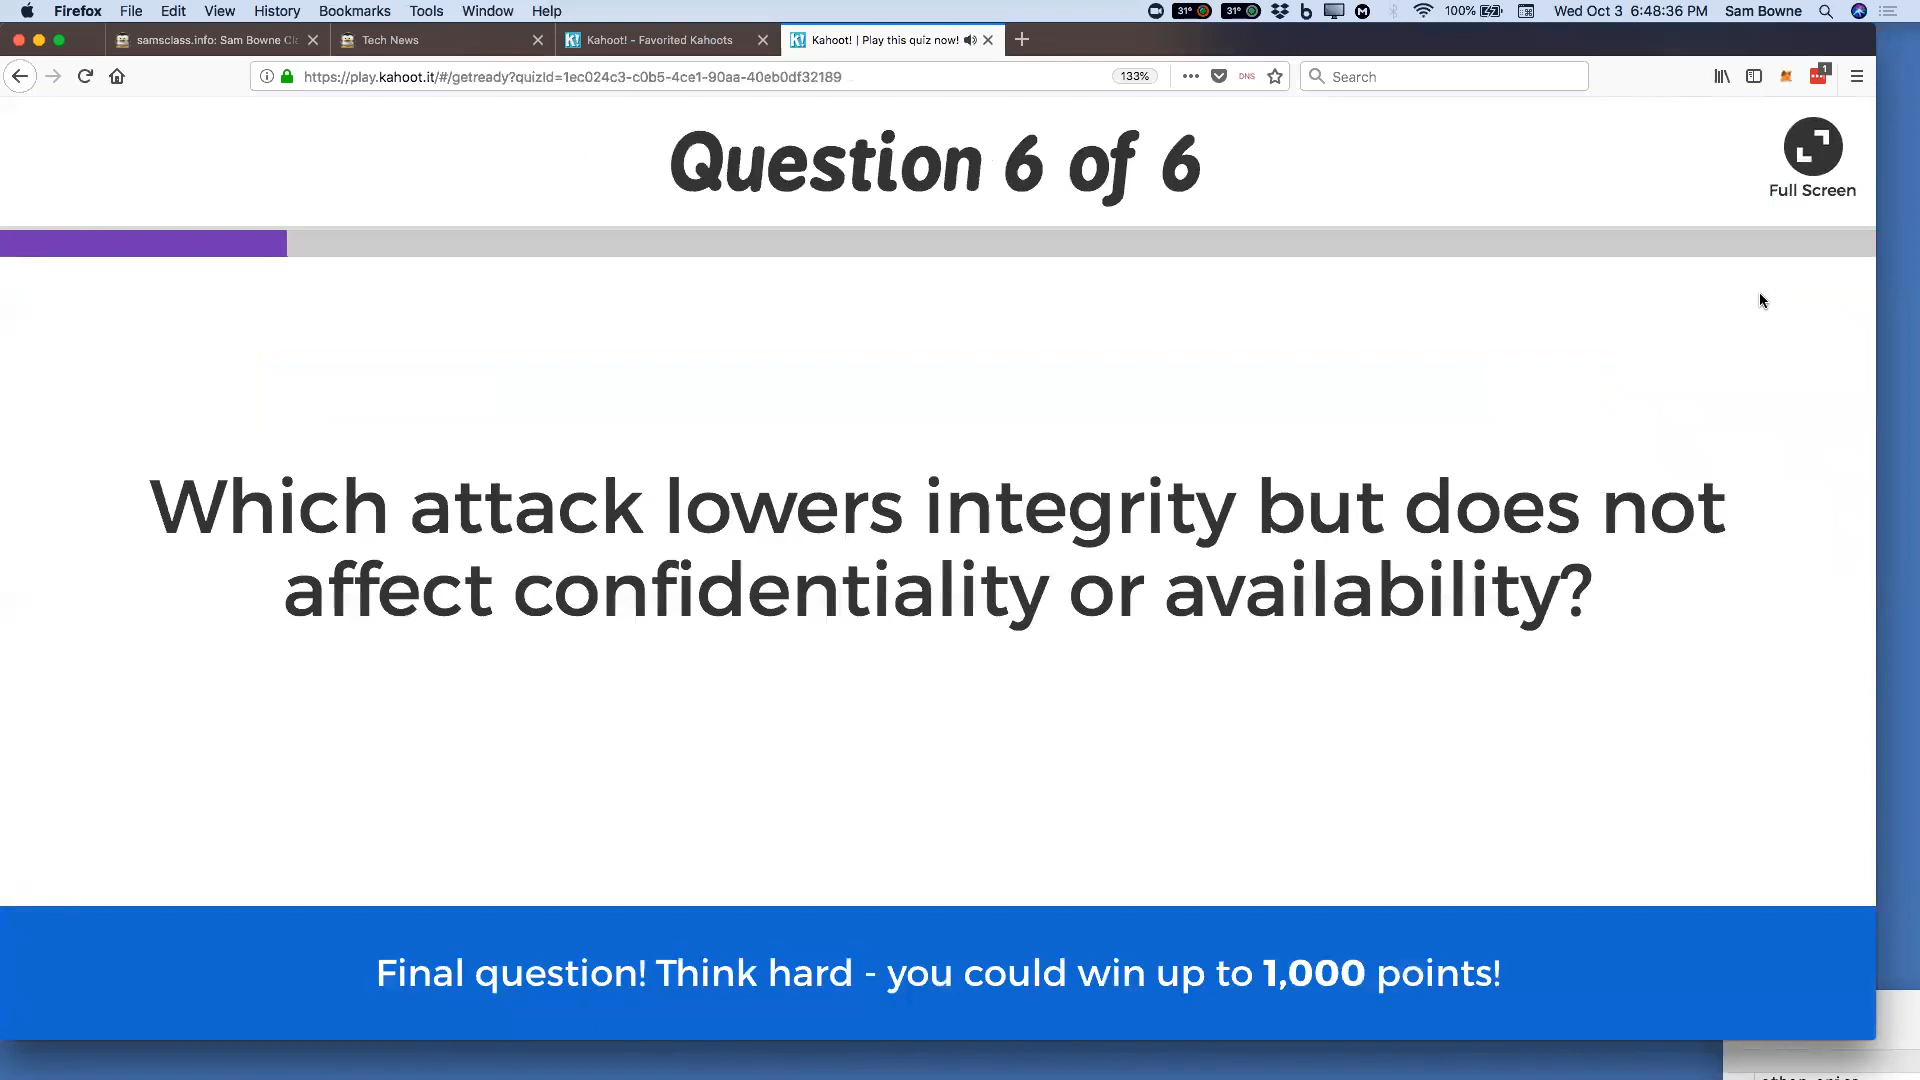 Firefox File Edit View History Bookmarks Tools Window Help 31° 31° 100% Wed Oct 3 6:48:36 PM Sam Bowne
samsclass.info: Sam Bowne Cl Tech News Kahoot! - Favorited Kahoots Kahoot! | Play this quiz now!
https://play.kahoot.it/#/getready?quizId=1ec024c3-c0b5-4ce1-90aa-40eb0df32189 133% DNS Search 1
Question 6 of 6
Full Screen
Which attack lowers integrity but does not
affect confidentiality or availability?
Final question! Think hard - you could win up to 1,000 points!